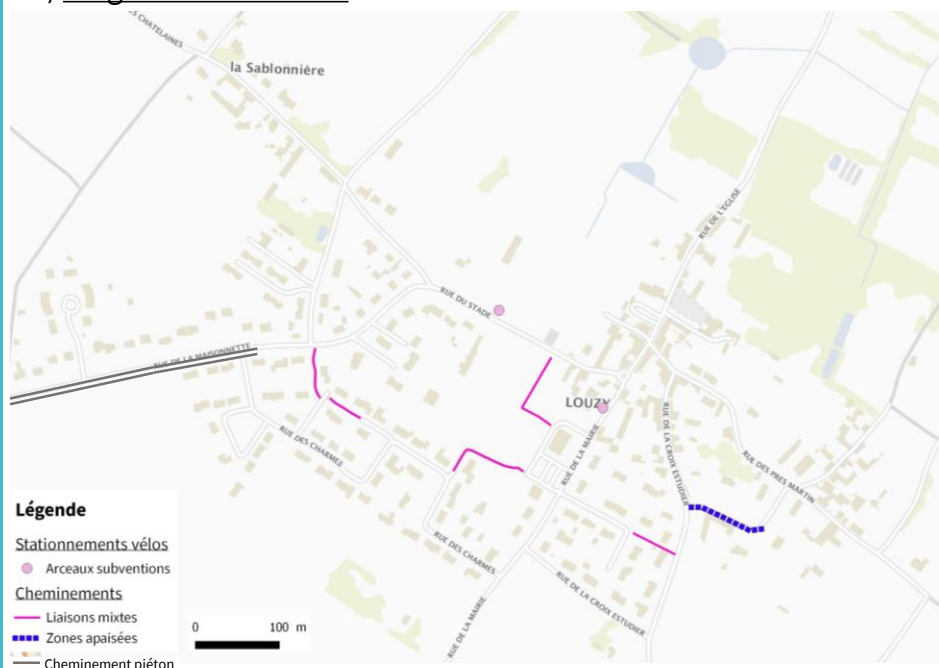 S CHATELAINES
la Sablonnière
RUE DE L'EGLISE
RUE DU STADE
RUE DE LA MAISONNETTE
LOUZY
RUE DE LA MAIRIE
RUE DE LA CROIX ESTUDIER
RUE DES PRES MARTIN
RUE DES CHARMES
RUE DES CHARMES
RUE DE LA CROIX ESTUDIER
RUE DE LA MAIRIE
Légende
Stationnements vélos
Arceaux subventions
Cheminements
Liaisons mixtes
Zones apaisées
Cheminement piéton
0 100 m